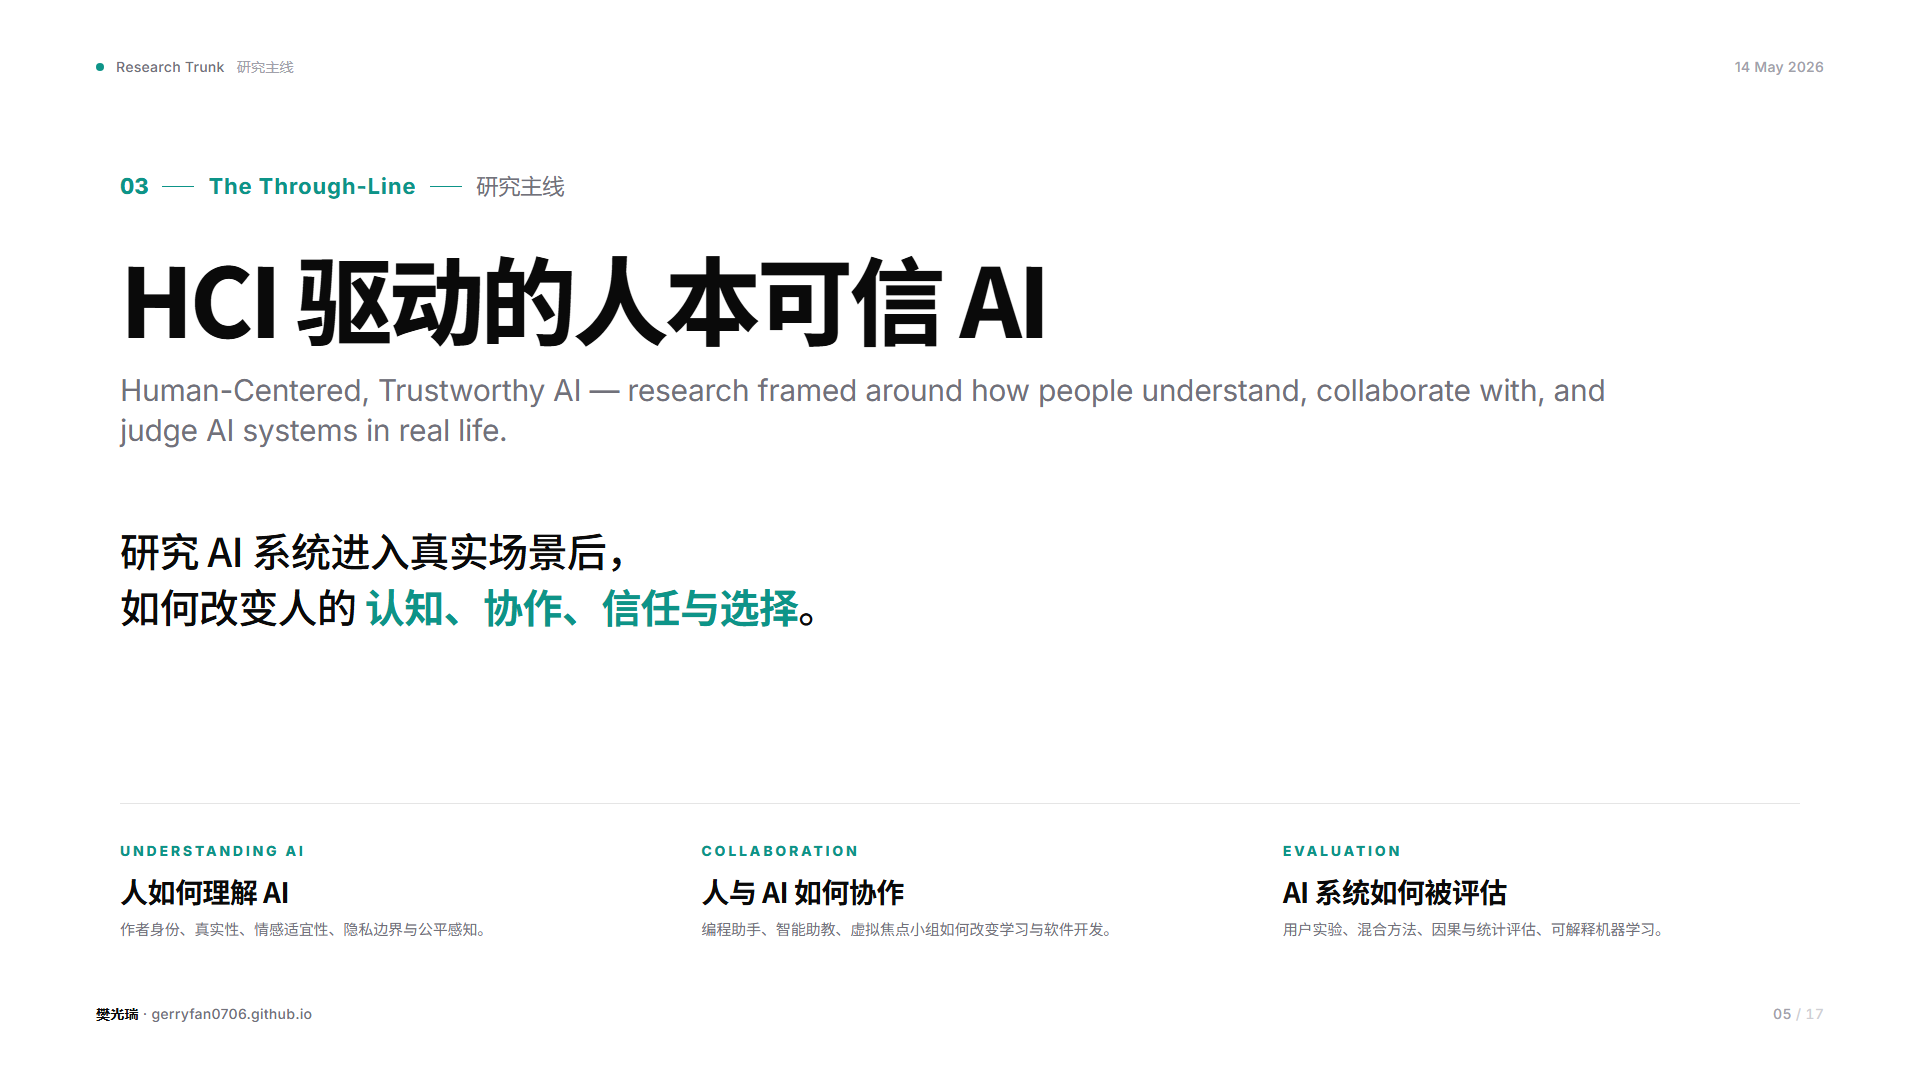 Research Trunk 研究主线
14 May 2026
03 — The Through-Line — 研究主线
HCI 驱动的人本可信 AI
Human-Centered, Trustworthy AI — research framed around how people understand, collaborate with, and
judge AI systems in real life.
研究 AI 系统进入真实场景后，
如何改变人的 认知、协作、信任与选择。
UNDERSTANDING AI
人如何理解 AI
作者身份、真实性、情感适宜性、隐私边界与公平感知。
COLLABORATION
人与 AI 如何协作
编程助手、智能助教、虚拟焦点小组如何改变学习与软件开发。
EVALUATION
AI 系统如何被评估
用户实验、混合方法、因果与统计评估、可解释机器学习。
樊光瑞 · gerryfan0706.github.io
05 / 17